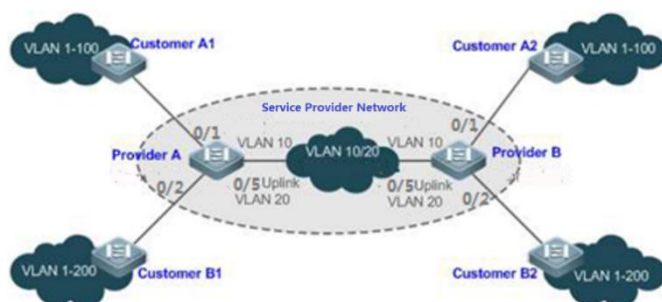 VLAN 1-100
Customer A1
Customer A2
VLAN 1-100
Service Provider Network
0/1
0/1
Provider A
VLAN 10
VLAN 10/20
VLAN 10
Provider B
0/2
0/5 Uplink
VLAN 20
0/5 Uplink
VLAN 20
0/2
VLAN 1-200
Customer B1
Customer B2
VLAN 1-200